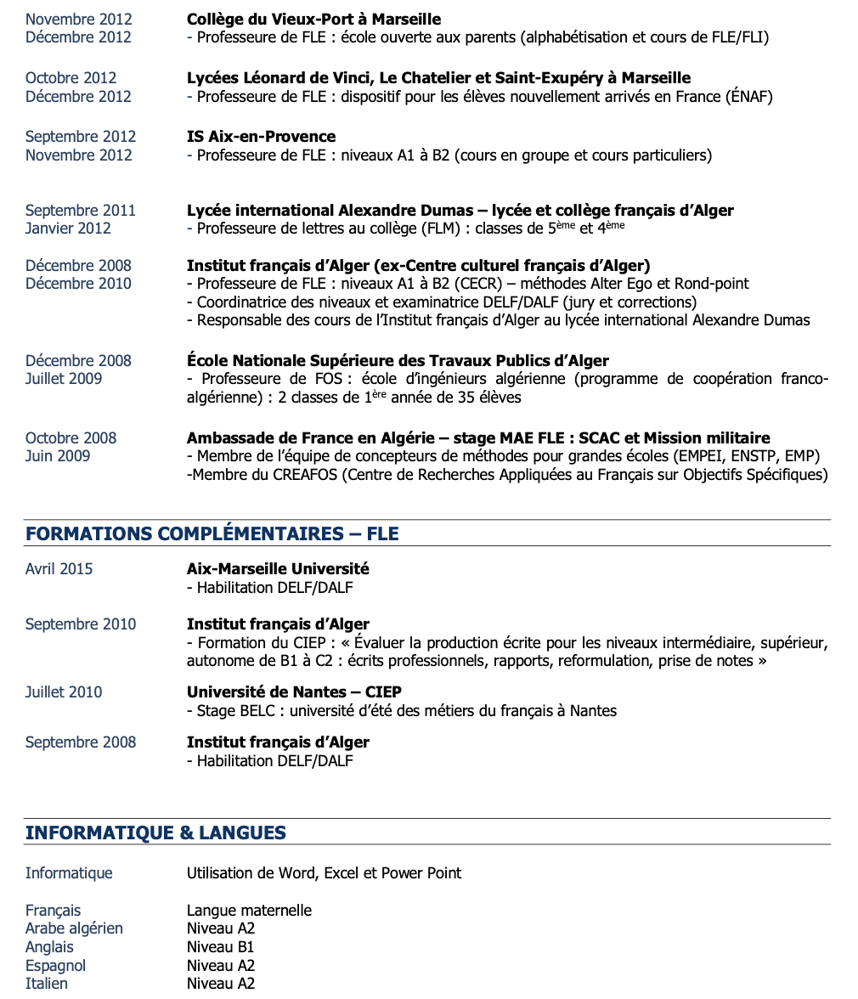 Novembre 2012 Collège du Vieux-Port à Marseille
Décembre 2012 - Professeure de FLE : école ouverte aux parents (alphabétisation et cours de FLE/FLI)
Octobre 2012 Lycées Léonard de Vinci, Le Chatelier et Saint-Exupéry à Marseille
Décembre 2012 - Professeure de FLE : dispositif pour les élèves nouvellement arrivés en France (ÉNAF)
Septembre 2012 IS Aix-en-Provence
Novembre 2012 - Professeure de FLE : niveaux A1 à B2 (cours en groupe et cours particuliers)
Septembre 2011 Lycée international Alexandre Dumas – lycée et collège français d’Alger
Janvier 2012 - Professeure de lettres au collège (FLM) : classes de 5ème et 4ème
Décembre 2008 Institut français d’Alger (ex-Centre culturel français d’Alger)
Décembre 2010 - Professeure de FLE : niveaux A1 à B2 (CECR) – méthodes Alter Ego et Rond-point
- Coordinatrice des niveaux et examinatrice DELF/DALF (jury et corrections)
- Responsable des cours de l’Institut français d’Alger au lycée international Alexandre Dumas
Décembre 2008 École Nationale Supérieure des Travaux Publics d’Alger
Juillet 2009 - Professeure de FOS : école d’ingénieurs algérienne (programme de coopération franco-
algérienne) : 2 classes de 1ère année de 35 élèves
Octobre 2008 Ambassade de France en Algérie – stage MAE FLE : SCAC et Mission militaire
Juin 2009 - Membre de l’équipe de concepteurs de méthodes pour grandes écoles (EMPEI, ENSTP, EMP)
-Membre du CREAFOS (Centre de Recherches Appliquées au Français sur Objectifs Spécifiques)
FORMATIONS COMPLÉMENTAIRES – FLE
Avril 2015 Aix-Marseille Université
- Habilitation DELF/DALF
Septembre 2010 Institut français d’Alger
- Formation du CIEP : « Évaluer la production écrite pour les niveaux intermédiaire, supérieur,
autonome de B1 à C2 : écrits professionnels, rapports, reformulation, prise de notes »
Juillet 2010 Université de Nantes – CIEP
- Stage BELC : université d’été des métiers du français à Nantes
Septembre 2008 Institut français d’Alger
- Habilitation DELF/DALF
INFORMATIQUE & LANGUES
Informatique Utilisation de Word, Excel et Power Point
Français Langue maternelle
Arabe algérien Niveau A2
Anglais Niveau B1
Espagnol Niveau A2
Italien Niveau A2